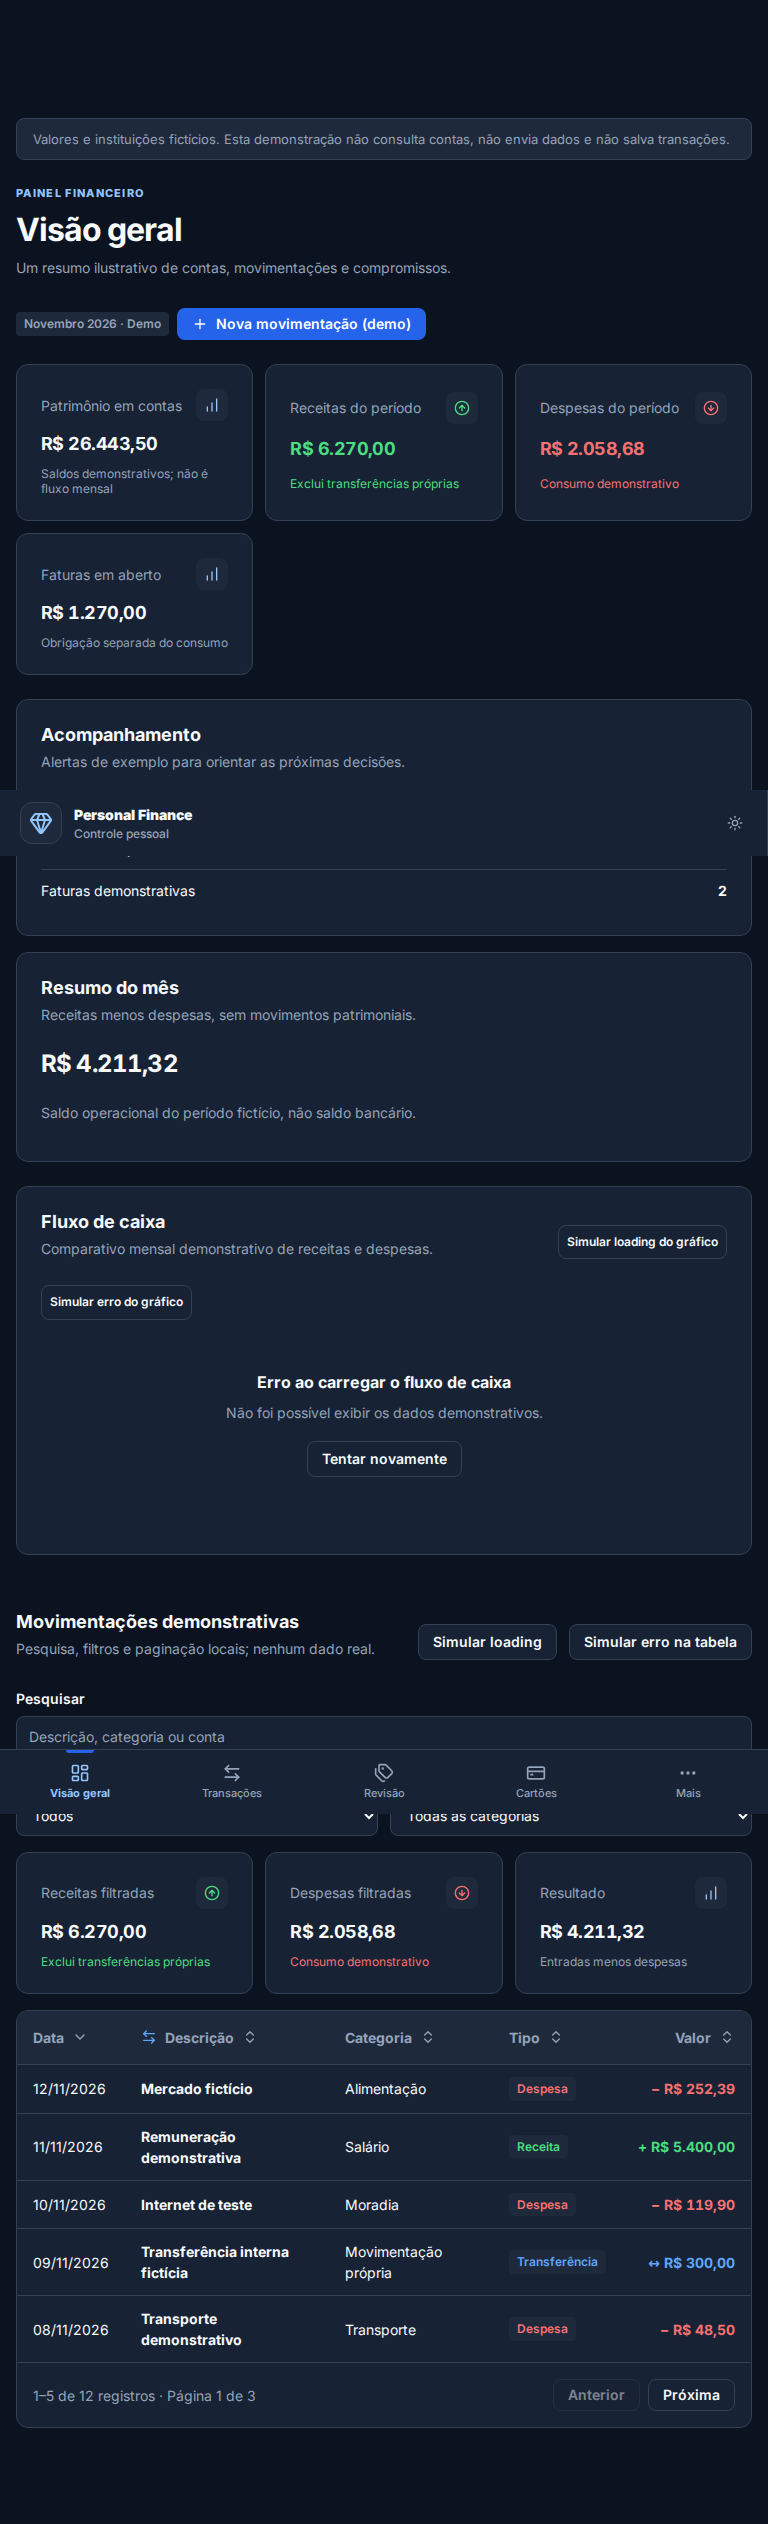 Valores e instituições fictícios. Esta demonstração não consulta contas, não envia dados e não salva transações.
PAINEL FINANCEIRO
Visão geral
Um resumo ilustrativo de contas, movimentações e compromissos.
Novembro 2026 · Demo
Nova movimentação (demo)
Patrimônio em contas
R$ 26.443,50
Saldos demonstrativos; não é
fluxo mensal
Receitas do período
R$ 6.270,00
Exclui transferências próprias
Despesas do período
R$ 2.058,68
Consumo demonstrativo
Faturas em aberto
R$ 1.270,00
Obrigação separada do consumo
Acompanhamento
Alertas de exemplo para orientar as próximas decisões.
Personal Finance
Controle pessoal
Faturas demonstrativas 2
Resumo do mês
Receitas menos despesas, sem movimentos patrimoniais.
R$ 4.211,32
Saldo operacional do período fictício, não saldo bancário.
Fluxo de caixa
Comparativo mensal demonstrativo de receitas e despesas.
Simular loading do gráfico
Simular erro do gráfico
Erro ao carregar o fluxo de caixa
Não foi possível exibir os dados demonstrativos.
Tentar novamente
Movimentações demonstrativas
Pesquisa, filtros e paginação locais; nenhum dado real.
Simular loading
Simular erro na tabela
Pesquisar
Descrição, categoria ou conta
Visão geral
Transações
Revisão
Cartões
Mais
Todos
Todas as categorias
Receitas filtradas
R$ 6.270,00
Exclui transferências próprias
Despesas filtradas
R$ 2.058,68
Consumo demonstrativo
Resultado
R$ 4.211,32
Entradas menos despesas
Data Descrição Categoria Tipo Valor
12/11/2026 Mercado fictício Alimentação Despesa − R$ 252,39
11/11/2026 Remuneração
demonstrativa Salário Receita + R$ 5.400,00
10/11/2026 Internet de teste Moradia Despesa − R$ 119,90
09/11/2026 Transferência interna
fictícia Movimentação
própria Transferência ↔ R$ 300,00
08/11/2026 Transporte
demonstrativo Transporte Despesa − R$ 48,50
1–5 de 12 registros · Página 1 de 3
Anterior
Próxima